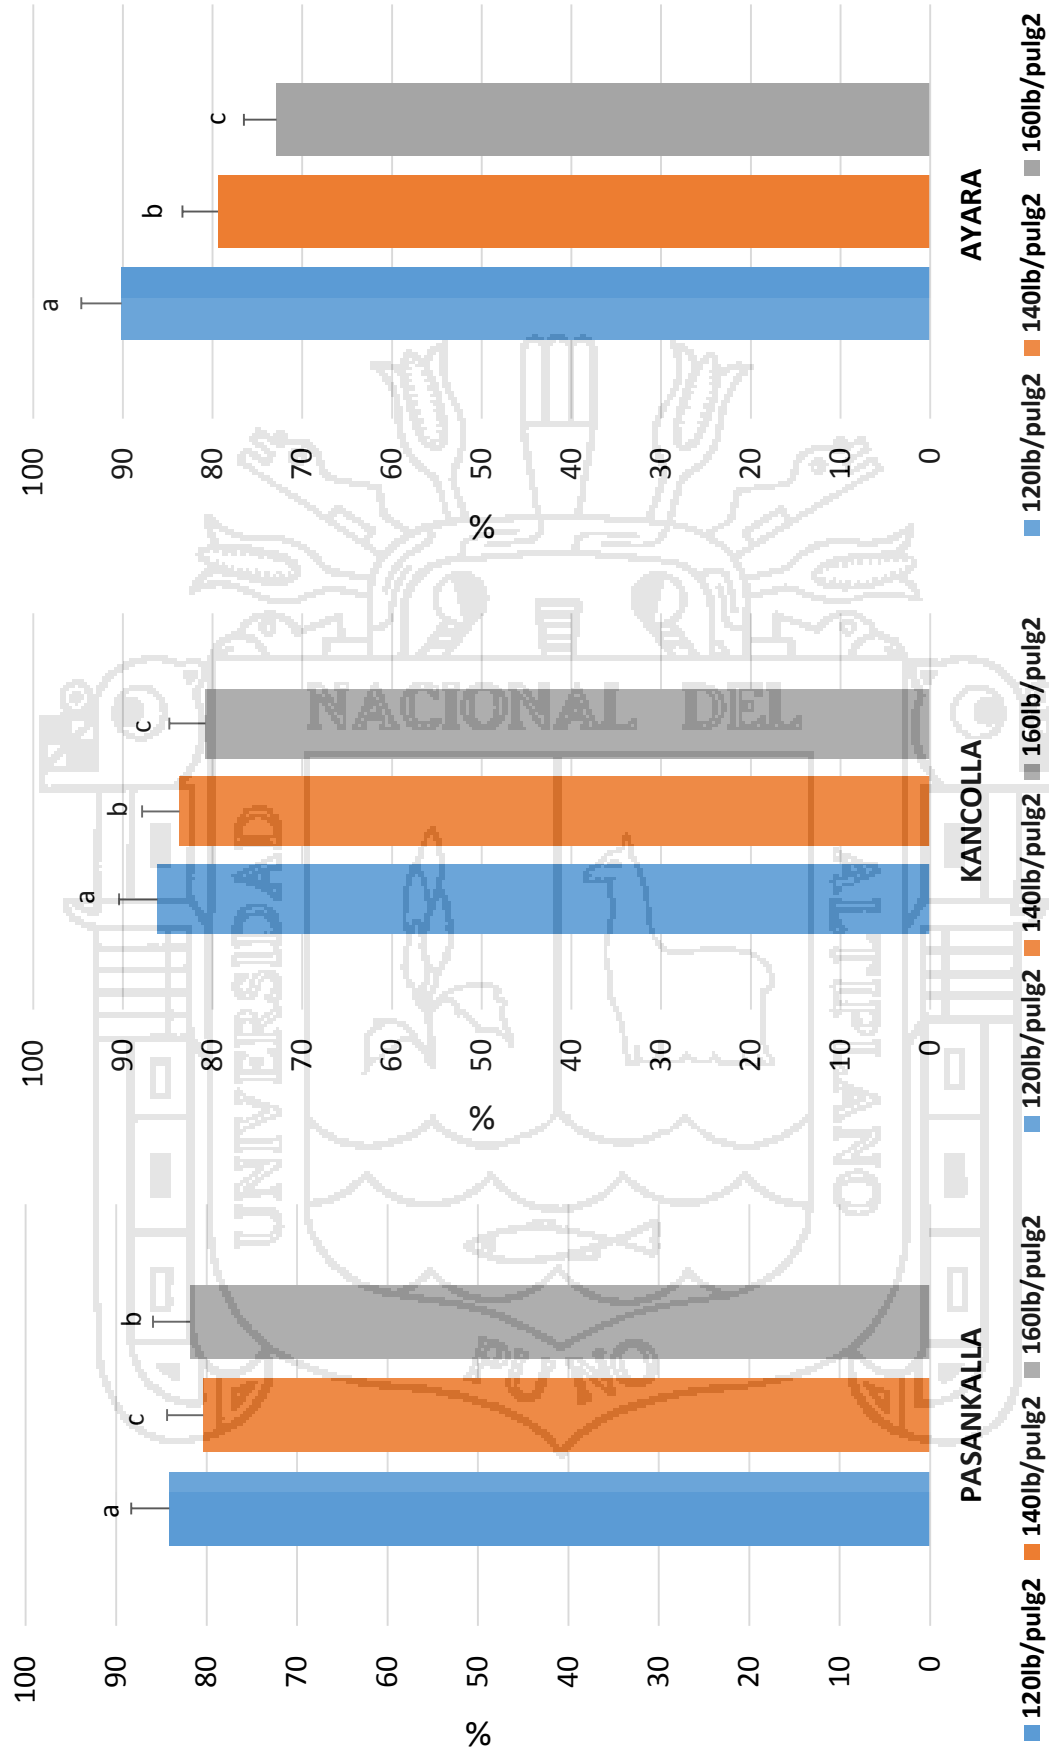 %
100
90
80
70
60
50
40
30
20
10
0
a
c
b
PASANKALLA
120lb/pulg2 140lb/pulg2 160lb/pulg2
%
100
90
80
70
60
50
40
30
20
10
0
a
b
c
KANCOLLA
120lb/pulg2 140lb/pulg2 160lb/pulg2
%
100
90
80
70
60
50
40
30
20
10
0
a
b
c
AYARA
120lb/pulg2 140lb/pulg2 160lb/pulg2
UNIVERSIDAD
NACIONAL DEL
ALTIPLANO
PUNO